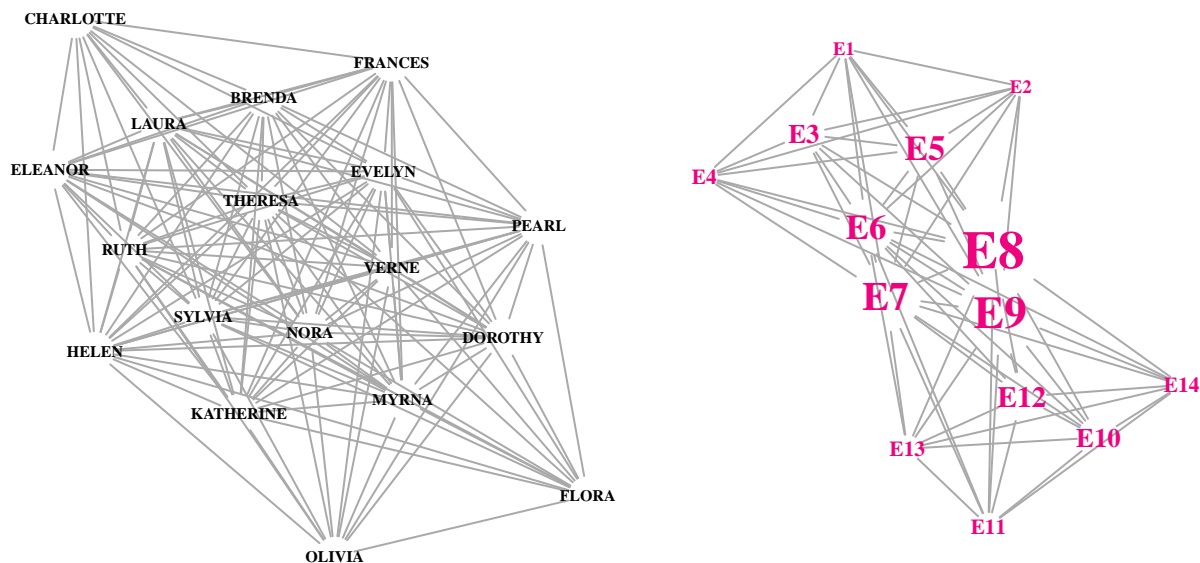 CHARLOTTE
FRANCES
BRENDA
LAURA
ELEANOR
EVELYN
THERESA
PEARL
RUTH
VERNE
SYLVIA
NORA
DOROTHY
HELEN
MYRNA
KATHERINE
FLORA
OLIVIA
E1
E2
E3
E5
E4
E6
E8
E7
E9
E14
E12
E10
E13
E11